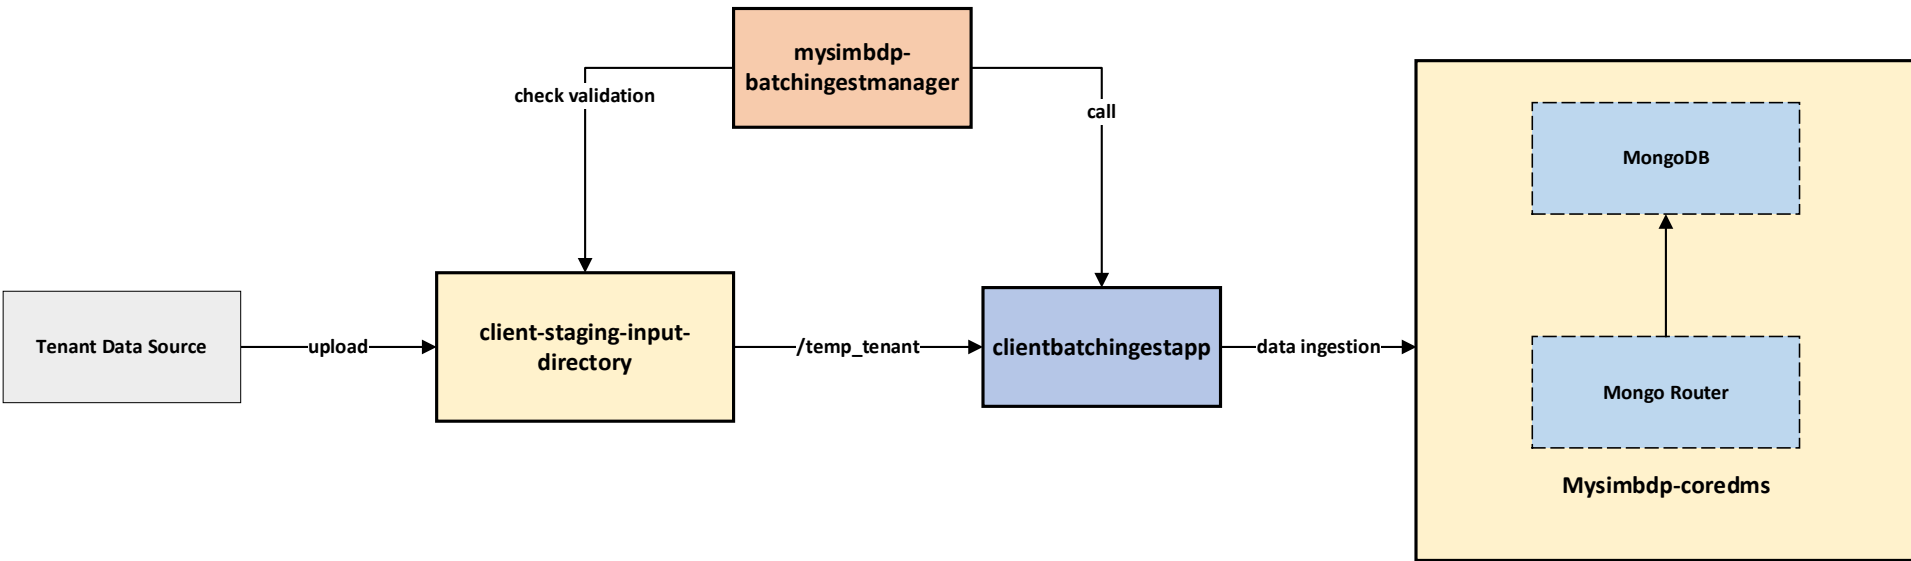 mysimbdp-
batchingestmanager
check validation
call
MongoDB
Tenant Data Source
upload
client-staging-input-
directory
/temp_tenant
clientbatchingestapp
data ingestion
Mongo Router
Mysimbdp-coredms